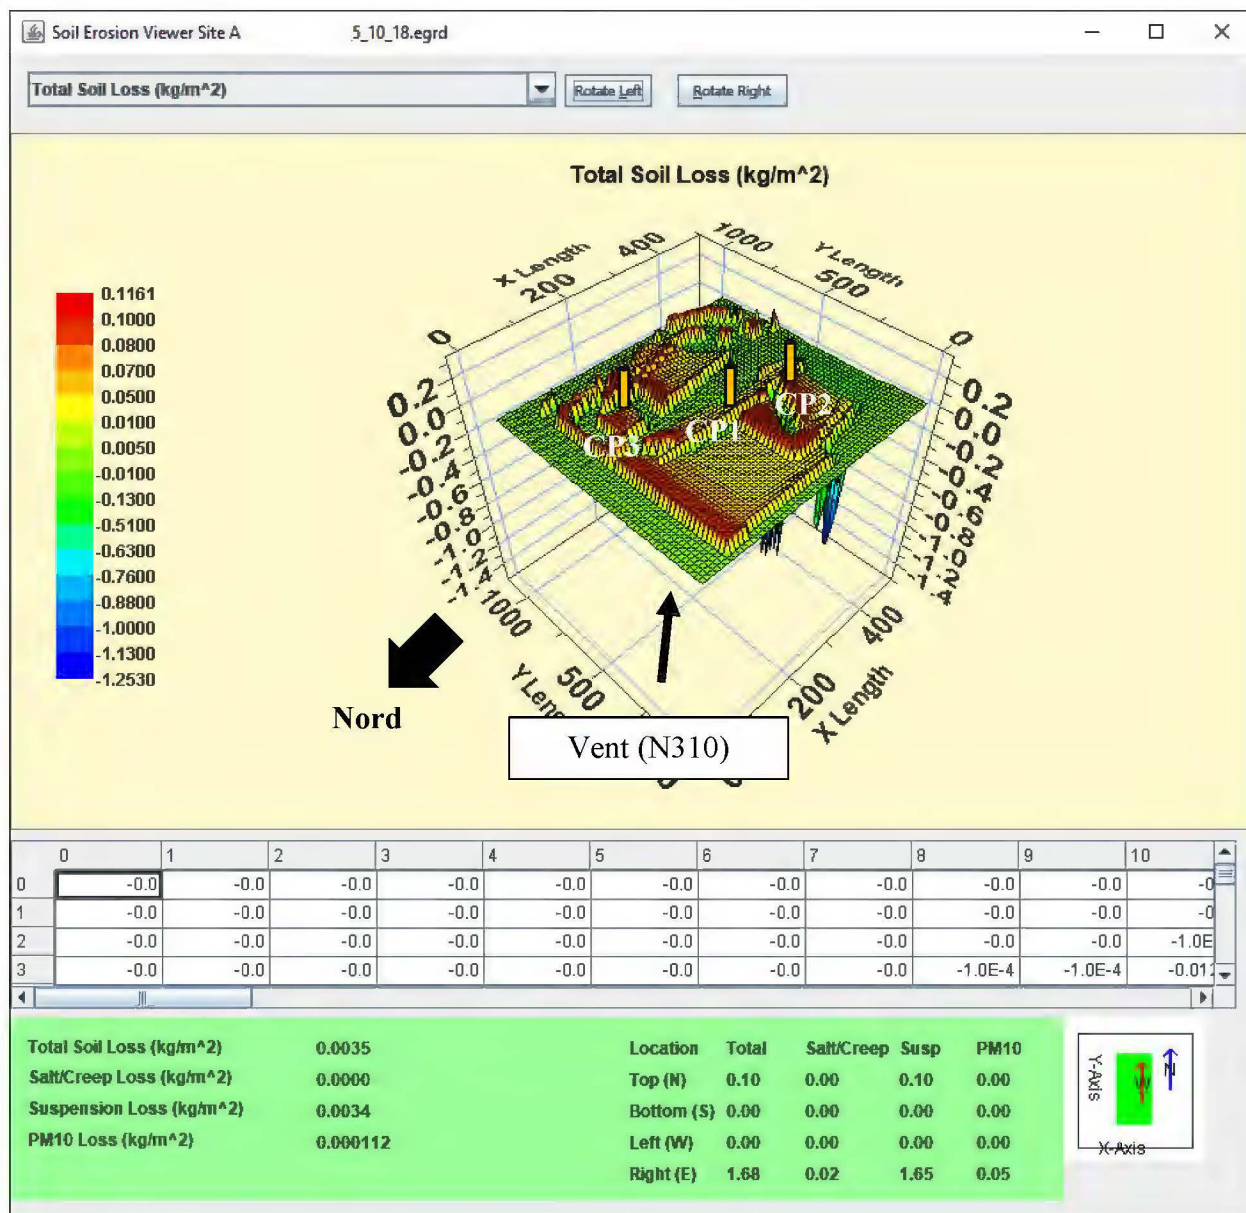 Soil Erosion Viewer Site A 5_10_18.egrd
Total Soil Loss (kg/m^2) Rotate Left Rotate Right
Total Soil Loss (kg/m^2)
0.1161
0.1000
0.0800
0.0700
0.0500
0.0100
0.0050
-0.0100
-0.1300
-0.5100
-0.6300
-0.7600
-0.8800
-1.0000
-1.1300
-1.2530
X Length
0
200
400
Y Length
1000
500
0
0.2
0.0
-0.2
-0.4
-0.6
-0.8
0.2
0.0
CP3
CP1
CP2
1000
500
Y Leng
400
200
X Length
Nord
Vent (N310)
0 1 2 3 4 5 6 7 8 9 10
0 -0.0 -0.0 -0.0 -0.0 -0.0 -0.0 -0.0 -0.0 -0.0 -0.0 -0
1 -0.0 -0.0 -0.0 -0.0 -0.0 -0.0 -0.0 -0.0 -0.0 -0.0 -0
2 -0.0 -0.0 -0.0 -0.0 -0.0 -0.0 -0.0 -0.0 -0.0 -0.0 -1.0E
3 -0.0 -0.0 -0.0 -0.0 -0.0 -0.0 -0.0 -0.0 -1.0E-4 -1.0E-4 -0.012
Total Soil Loss (kg/m^2) 0.0035
Salt/Creep Loss (kg/m^2) 0.0000
Suspension Loss (kg/m^2) 0.0034
PM10 Loss (kg/m^2) 0.000112
Location Total Salt/Creep Susp PM10
Top (N) 0.10 0.00 0.10 0.00
Bottom (S) 0.00 0.00 0.00 0.00
Left (W) 0.00 0.00 0.00 0.00
Right (E) 1.68 0.02 1.65 0.05
Y-Axis
W
N
X-Axis